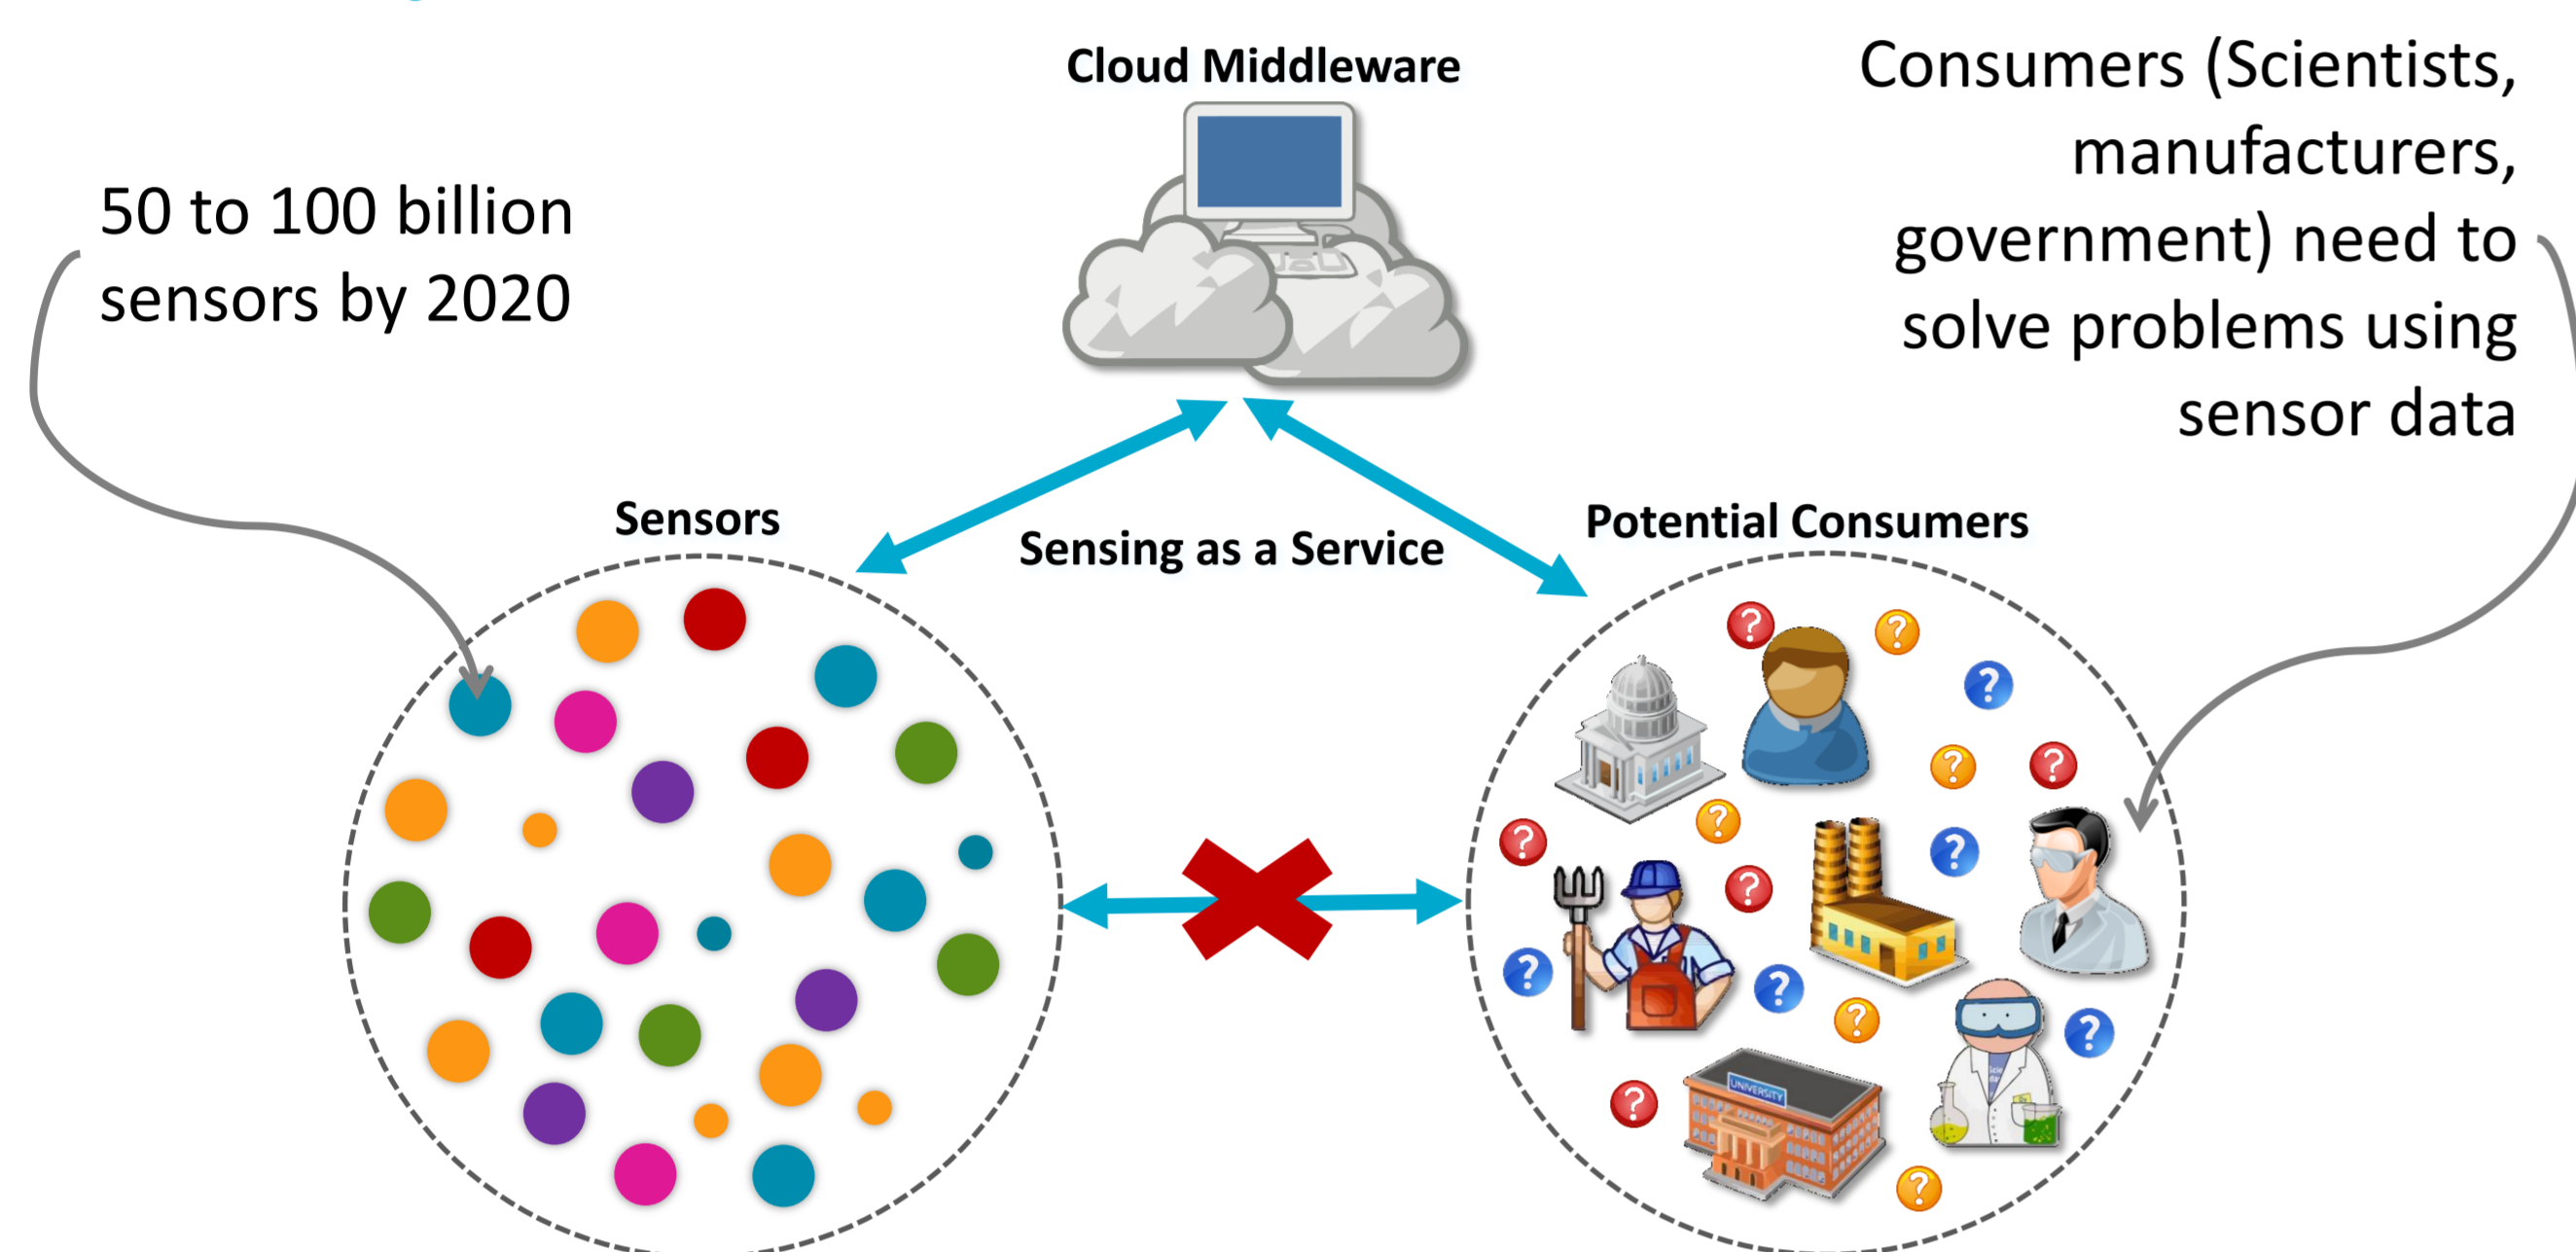 Cloud Middleware
50 to 100 billion
sensors by 2020
Consumers (Scientists,
manufacturers,
government) need to
solve problems using
sensor data
Sensors
Sensing as a Service
Potential Consumers
UNIVERSITY